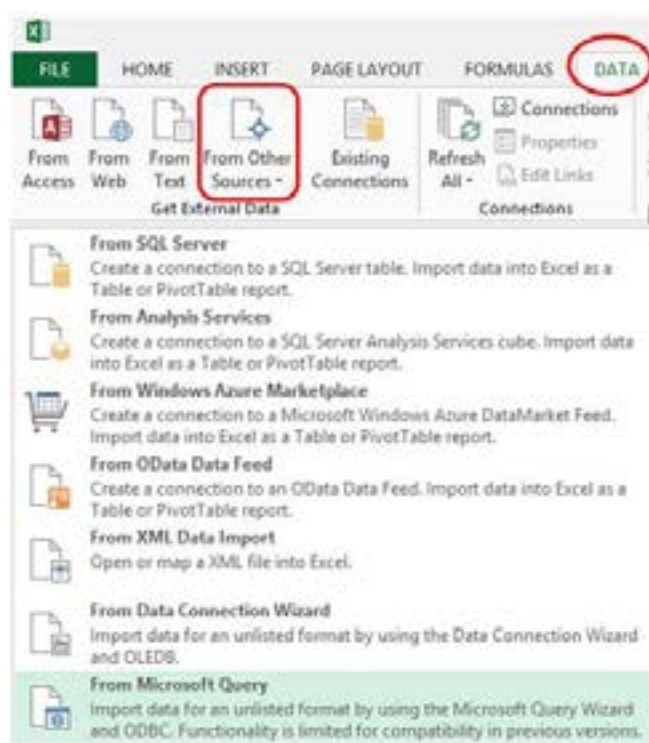 FILE HOME INSERT PAGE LAYOUT FORMULAS DATA
From Access
From Web
From Text
From Other Sources
Existing Connections
Refresh All
Connections
Properties
Edit Links
Get External Data
Connections
From SQL Server
Create a connection to a SQL Server table. Import data into Excel as a
Table or PivotTable report.
From Analysis Services
Create a connection to a SQL Server Analysis Services cube. Import data
into Excel as a Table or PivotTable report.
From Windows Azure Marketplace
Create a connection to a Microsoft Windows Azure DataMarket Feed.
Import data into Excel as a Table or PivotTable report.
From OData Data Feed
Create a connection to an OData Data Feed. Import data into Excel as a
Table or PivotTable report.
From XML Data Import
Open or map a XML file into Excel.
From Data Connection Wizard
Import data for an unlisted format by using the Data Connection Wizard
and OLEDB.
From Microsoft Query
Import data for an unlisted format by using the Microsoft Query Wizard
and ODBC. Functionality is limited for compatibility in previous versions.